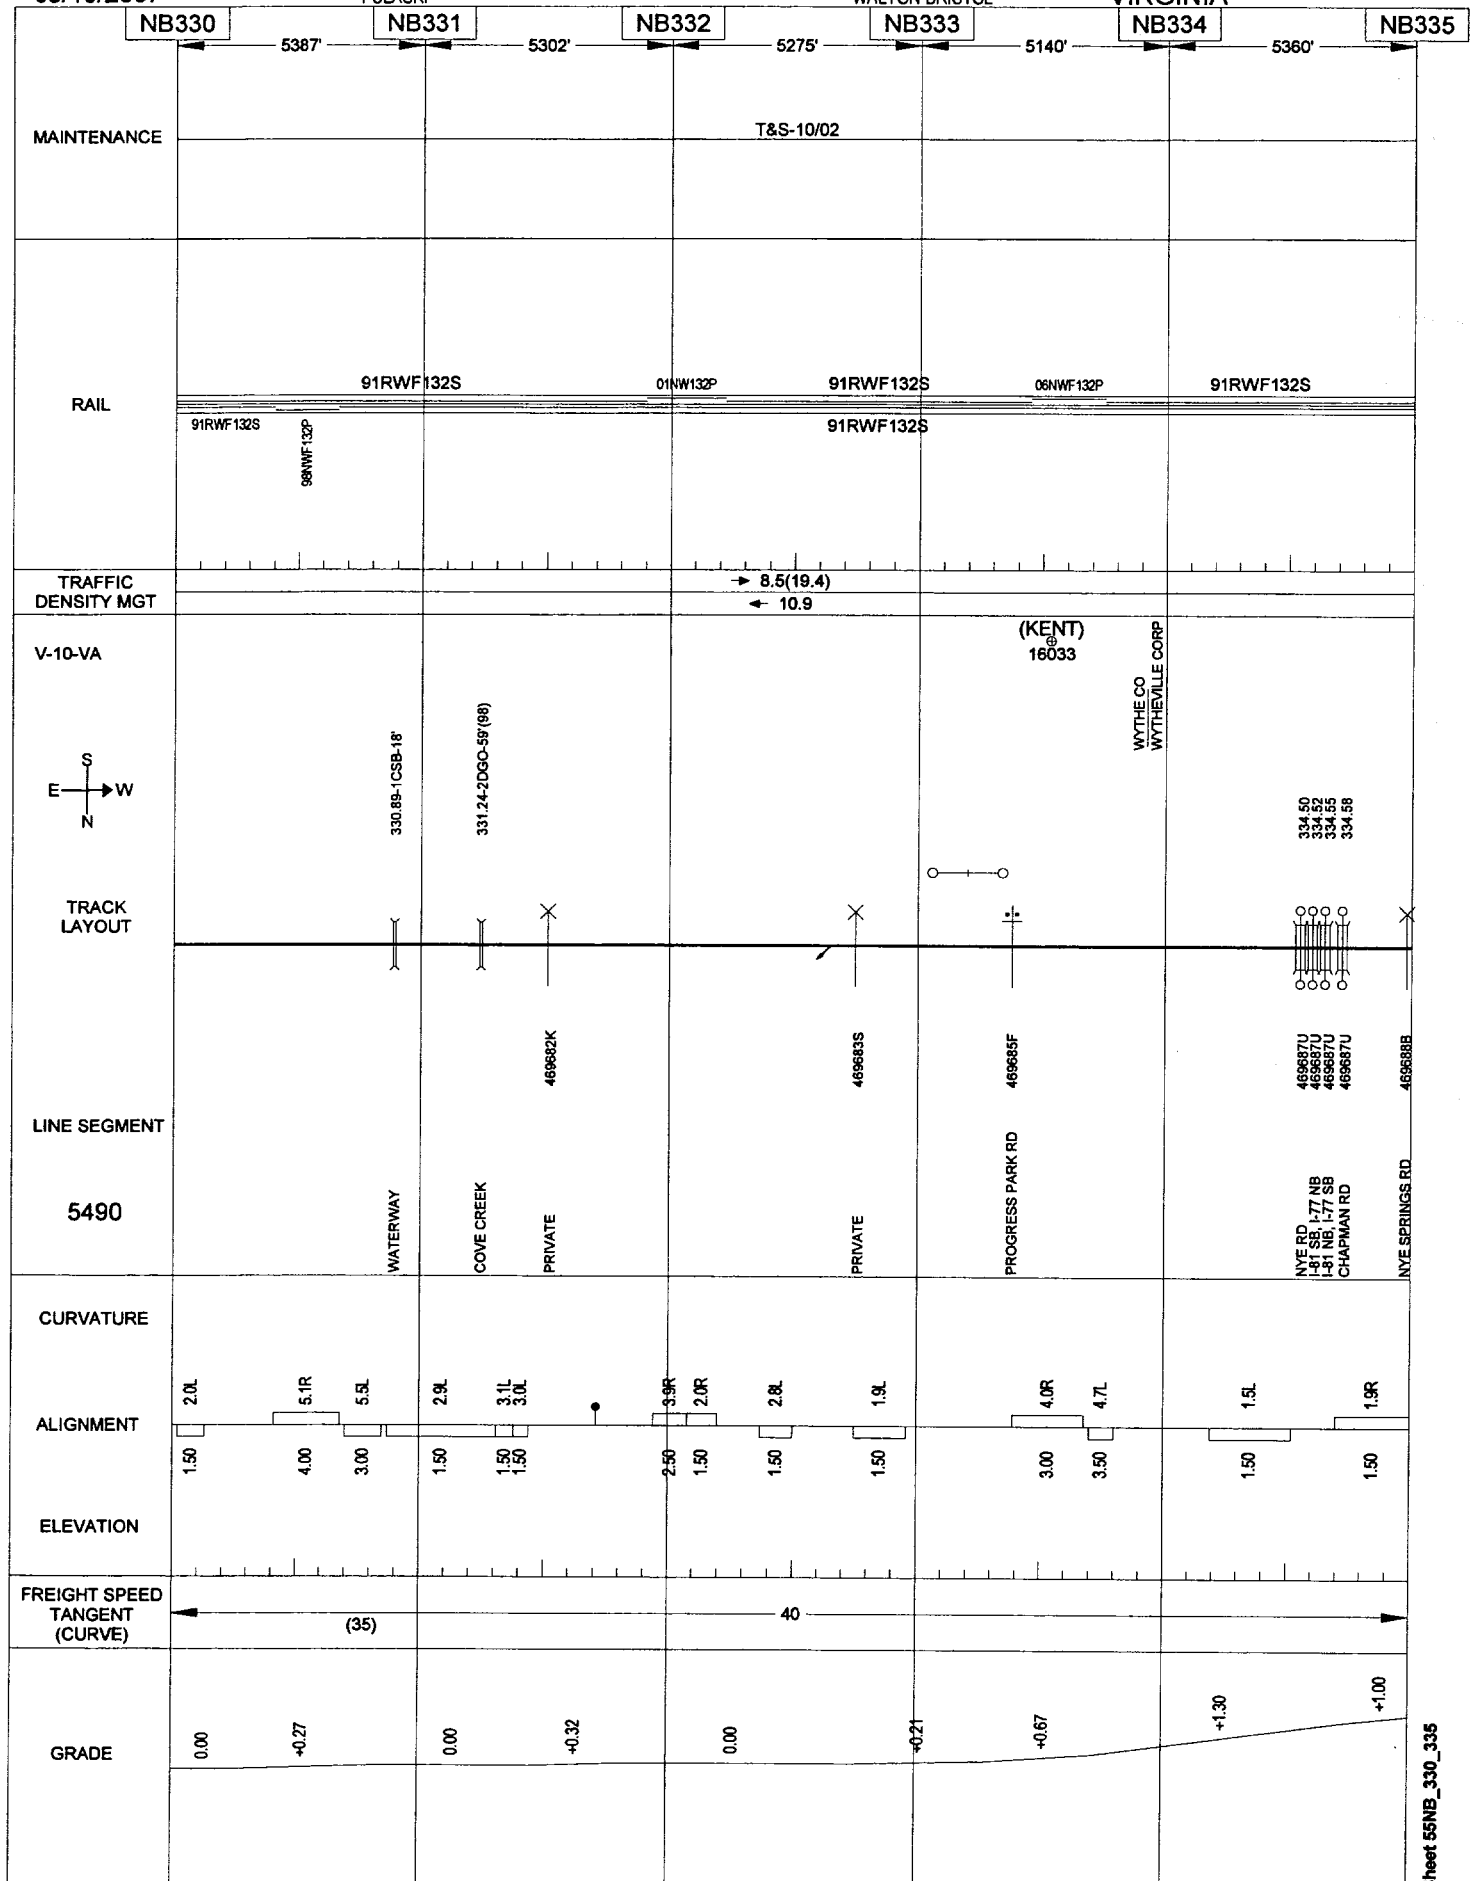 WALTON-BRISTOL
VIRGINIA
NB330
NB331
NB332
NB333
NB334
NB335
5387'
5302'
5275'
5140'
5360'
MAINTENANCE
T&S-10/02
RAIL
91RWF132S
01NW132P
91RWF132S
06NWF132P
91RWF132S
91RWF132S
98NWF132P
91RWF132S
TRAFFIC
DENSITY MGT
8.5(19.4)
10.9
V-10-VA
(KENT)
16033
WYTHE CO
WYTHEVILLE CORP
S
E
W
N
330.89-1CSB-18'
331.24-2DGO-59'(98)
334.50
334.52
334.55
334.58
TRACK
LAYOUT
469682K
469683S
469685F
469687U
469687U
469687U
469687U
469688B
LINE SEGMENT
5490
WATERWAY
COVE CREEK
PRIVATE
PRIVATE
PROGRESS PARK RD
NYE RD
I-81 SB, I-77 NB
I-81 NB, I-77 SB
CHAPMAN RD
NYE SPRINGS RD
CURVATURE
2.0L
5.1R
5.5L
2.9L
3.1L
3.0L
3.9R
2.0R
2.8L
1.9L
4.0R
4.7L
1.5L
1.9R
ALIGNMENT
1.50
4.00
3.00
1.50
1.50
1.50
2.50
1.50
1.50
1.50
3.00
3.50
1.50
1.50
ELEVATION
FREIGHT SPEED
TANGENT
(CURVE)
(35)
40
GRADE
0.00
+0.27
0.00
+0.32
0.00
+0.21
+0.67
+1.30
+1.00
heet 55NB_330_335